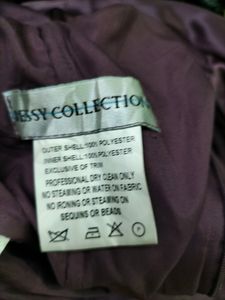 JESSY COLLECTION
OUTER SHELL:100% POLYESTER
INNER SHELL:100% POLYESTER
EXCLUSIVE OF TRIM
PROFESSIONAL DRY CLEAN ONLY
NO STEAMING OR WATER ON FABRIC
NO IRONING OR STEAMING ON
SEQUINS OR BEADS